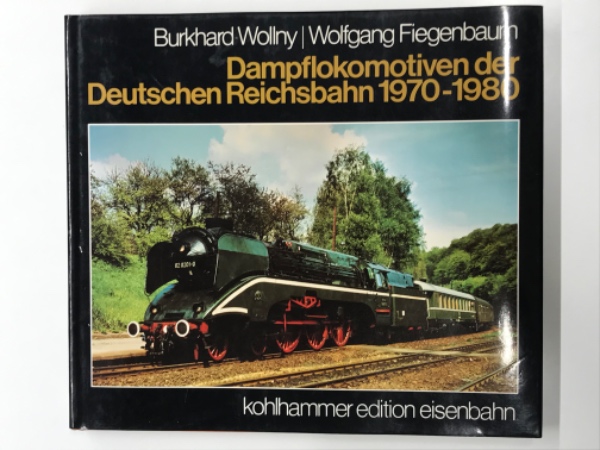 Burkhard Wollny | Wolfgang Fiegenbaum
Dampflokomotiven der
Deutschen Reichsbahn 1970-1980
kohlhammer edition eisenbahn